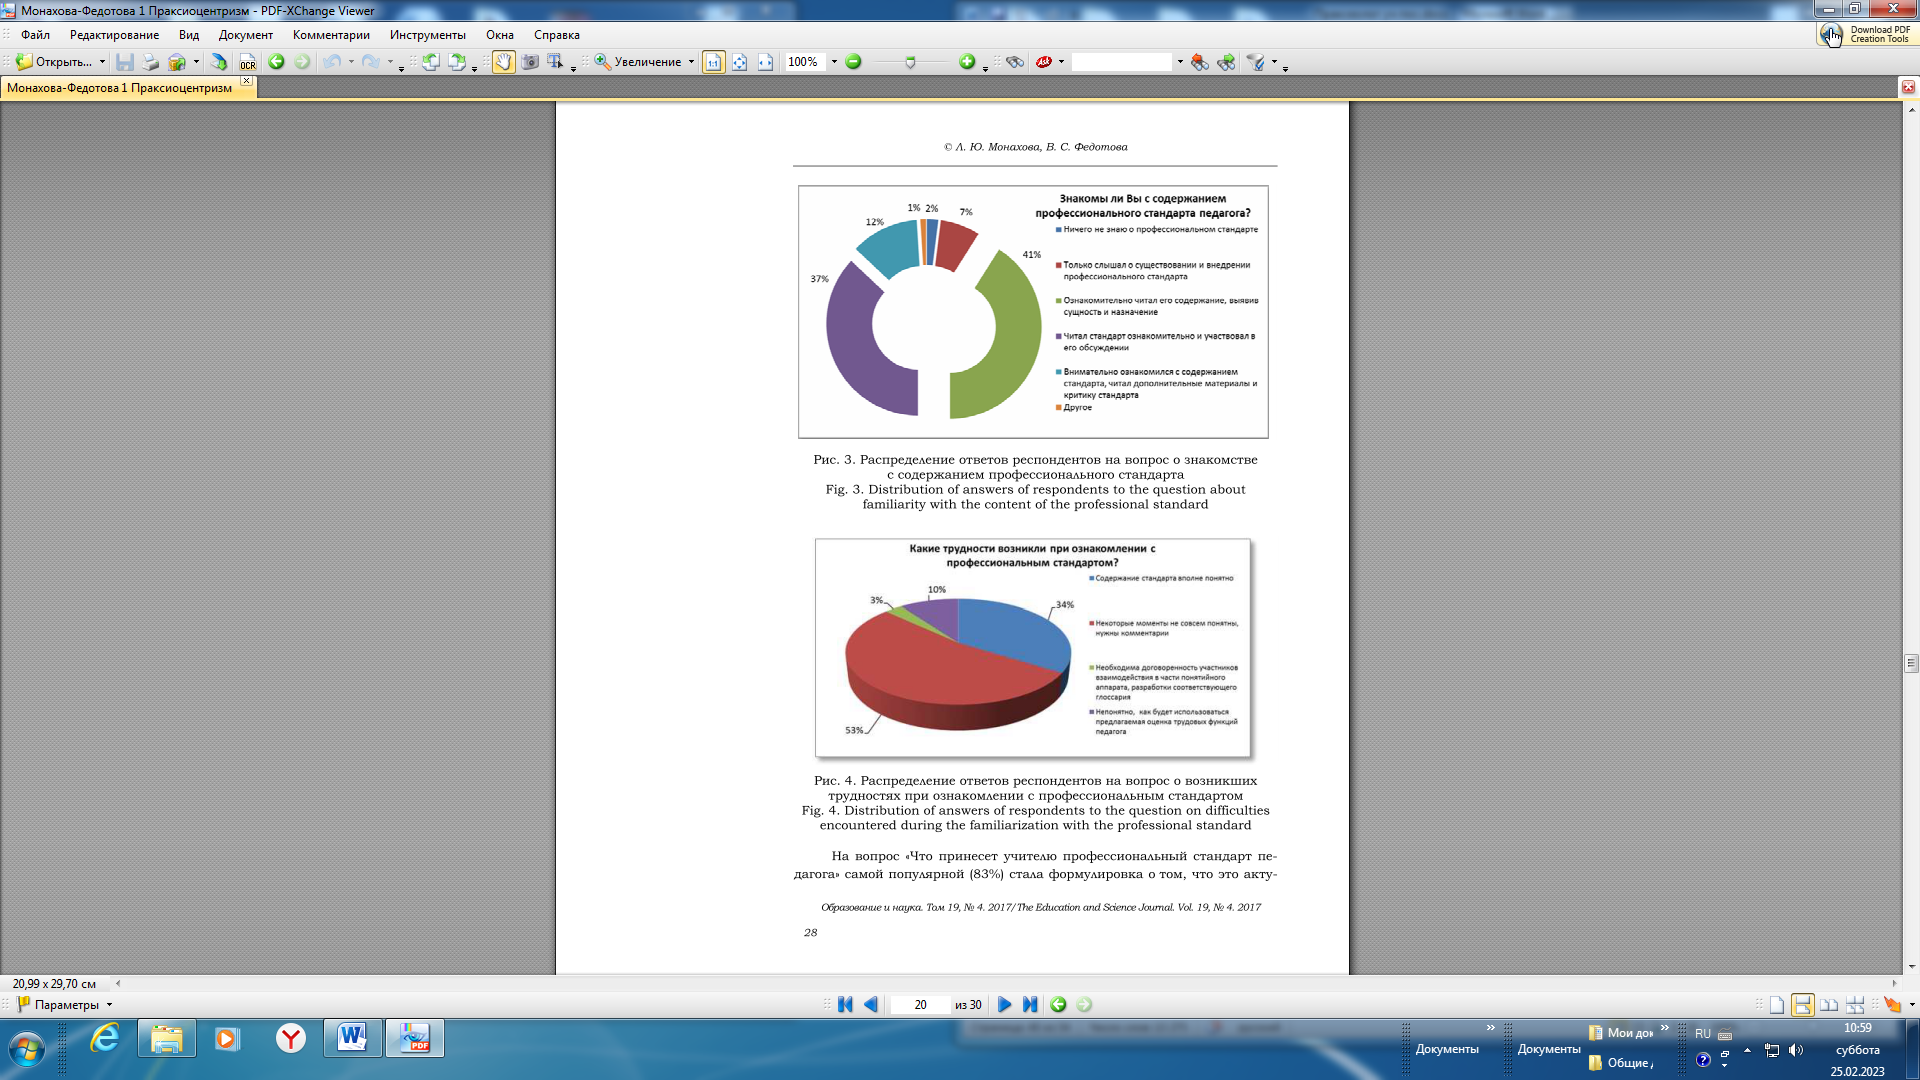 Монахова-Федотова 1 Праксиоцентризм - PDF-XChange Viewer
Файл Редактирование Вид Документ Комментарии Инструменты Окна Справка
Download PDF
Creation Tools
Открыть... OCR Увеличение 1:1 100% Ask
Монахова-Федотова 1 Праксиоцентризм
© Л. Ю. Монахова, В. С. Федотова
Знакомы ли Вы с содержанием
профессионального стандарта педагога?
1% 2% 7%
12%
41%
37%
Ничего не знаю о профессиональном стандарте
Только слышал о существовании и внедрении
профессионального стандарта
Ознакомительно читал его содержание, выявив
сущность и назначение
Читал стандарт ознакомительно и участвовал в
его обсуждении
Внимательно ознакомился с содержанием
стандарта, читал дополнительные материалы и
критику стандарта
Другое
Рис. 3. Распределение ответов респондентов на вопрос о знакомстве
с содержанием профессионального стандарта
Fig. 3. Distribution of answers of respondents to the question about
familiarity with the content of the professional standard
Какие трудности возникли при ознакомлении с
профессиональным стандартом?
10%
3%
34%
53%
Содержание стандарта вполне понятно
Некоторые моменты не совсем понятны,
нужны комментарии
Необходима договоренность участников
взаимодействия в части понятийного
аппарата, разработки соответствующего
глоссария
Непонятно, как будет использоваться
предлагаемая оценка трудовых функций
педагога
Рис. 4. Распределение ответов респондентов на вопрос о возникших
трудностях при ознакомлении с профессиональным стандартом
Fig. 4. Distribution of answers of respondents to the question on difficulties
encountered during the familiarization with the professional standard
На вопрос «Что принесет учителю профессиональный стандарт пе-
дагога» самой популярной (83%) стала формулировка о том, что это акту-
Образование и наука. Том 19, № 4. 2017/The Education and Science Journal. Vol. 19, № 4. 2017
28
20,99 x 29,70 см
Параметры
20 из 30
Документы
Документы
Мои док
Общие
RU
10:59
суббота
25.02.2023
PDF